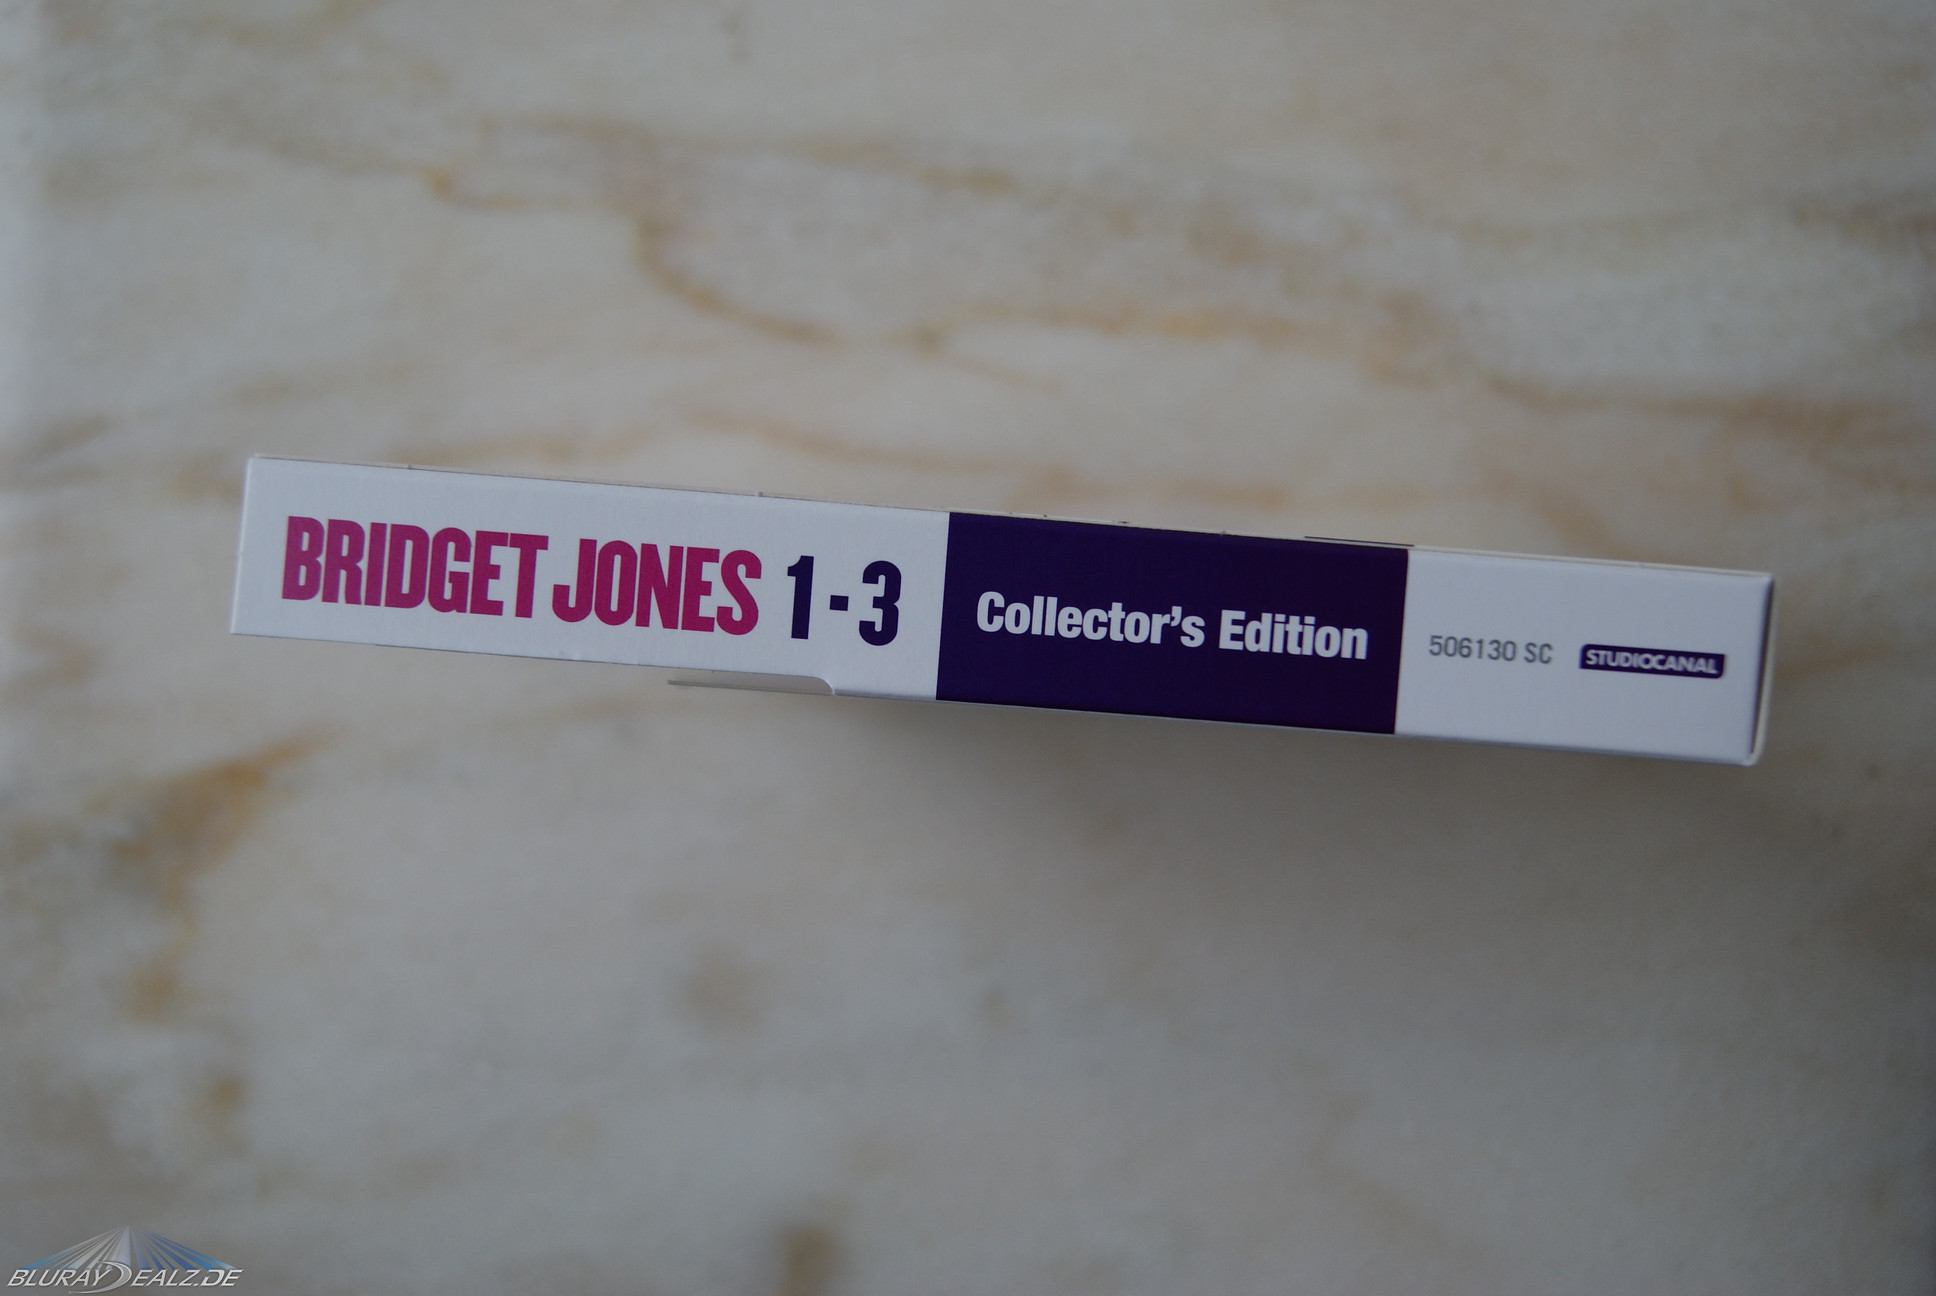 BRIDGET JONES 1-3 Collector's Edition 506130 SC STUDIOCANAL
BLURAYDEALZ.DE